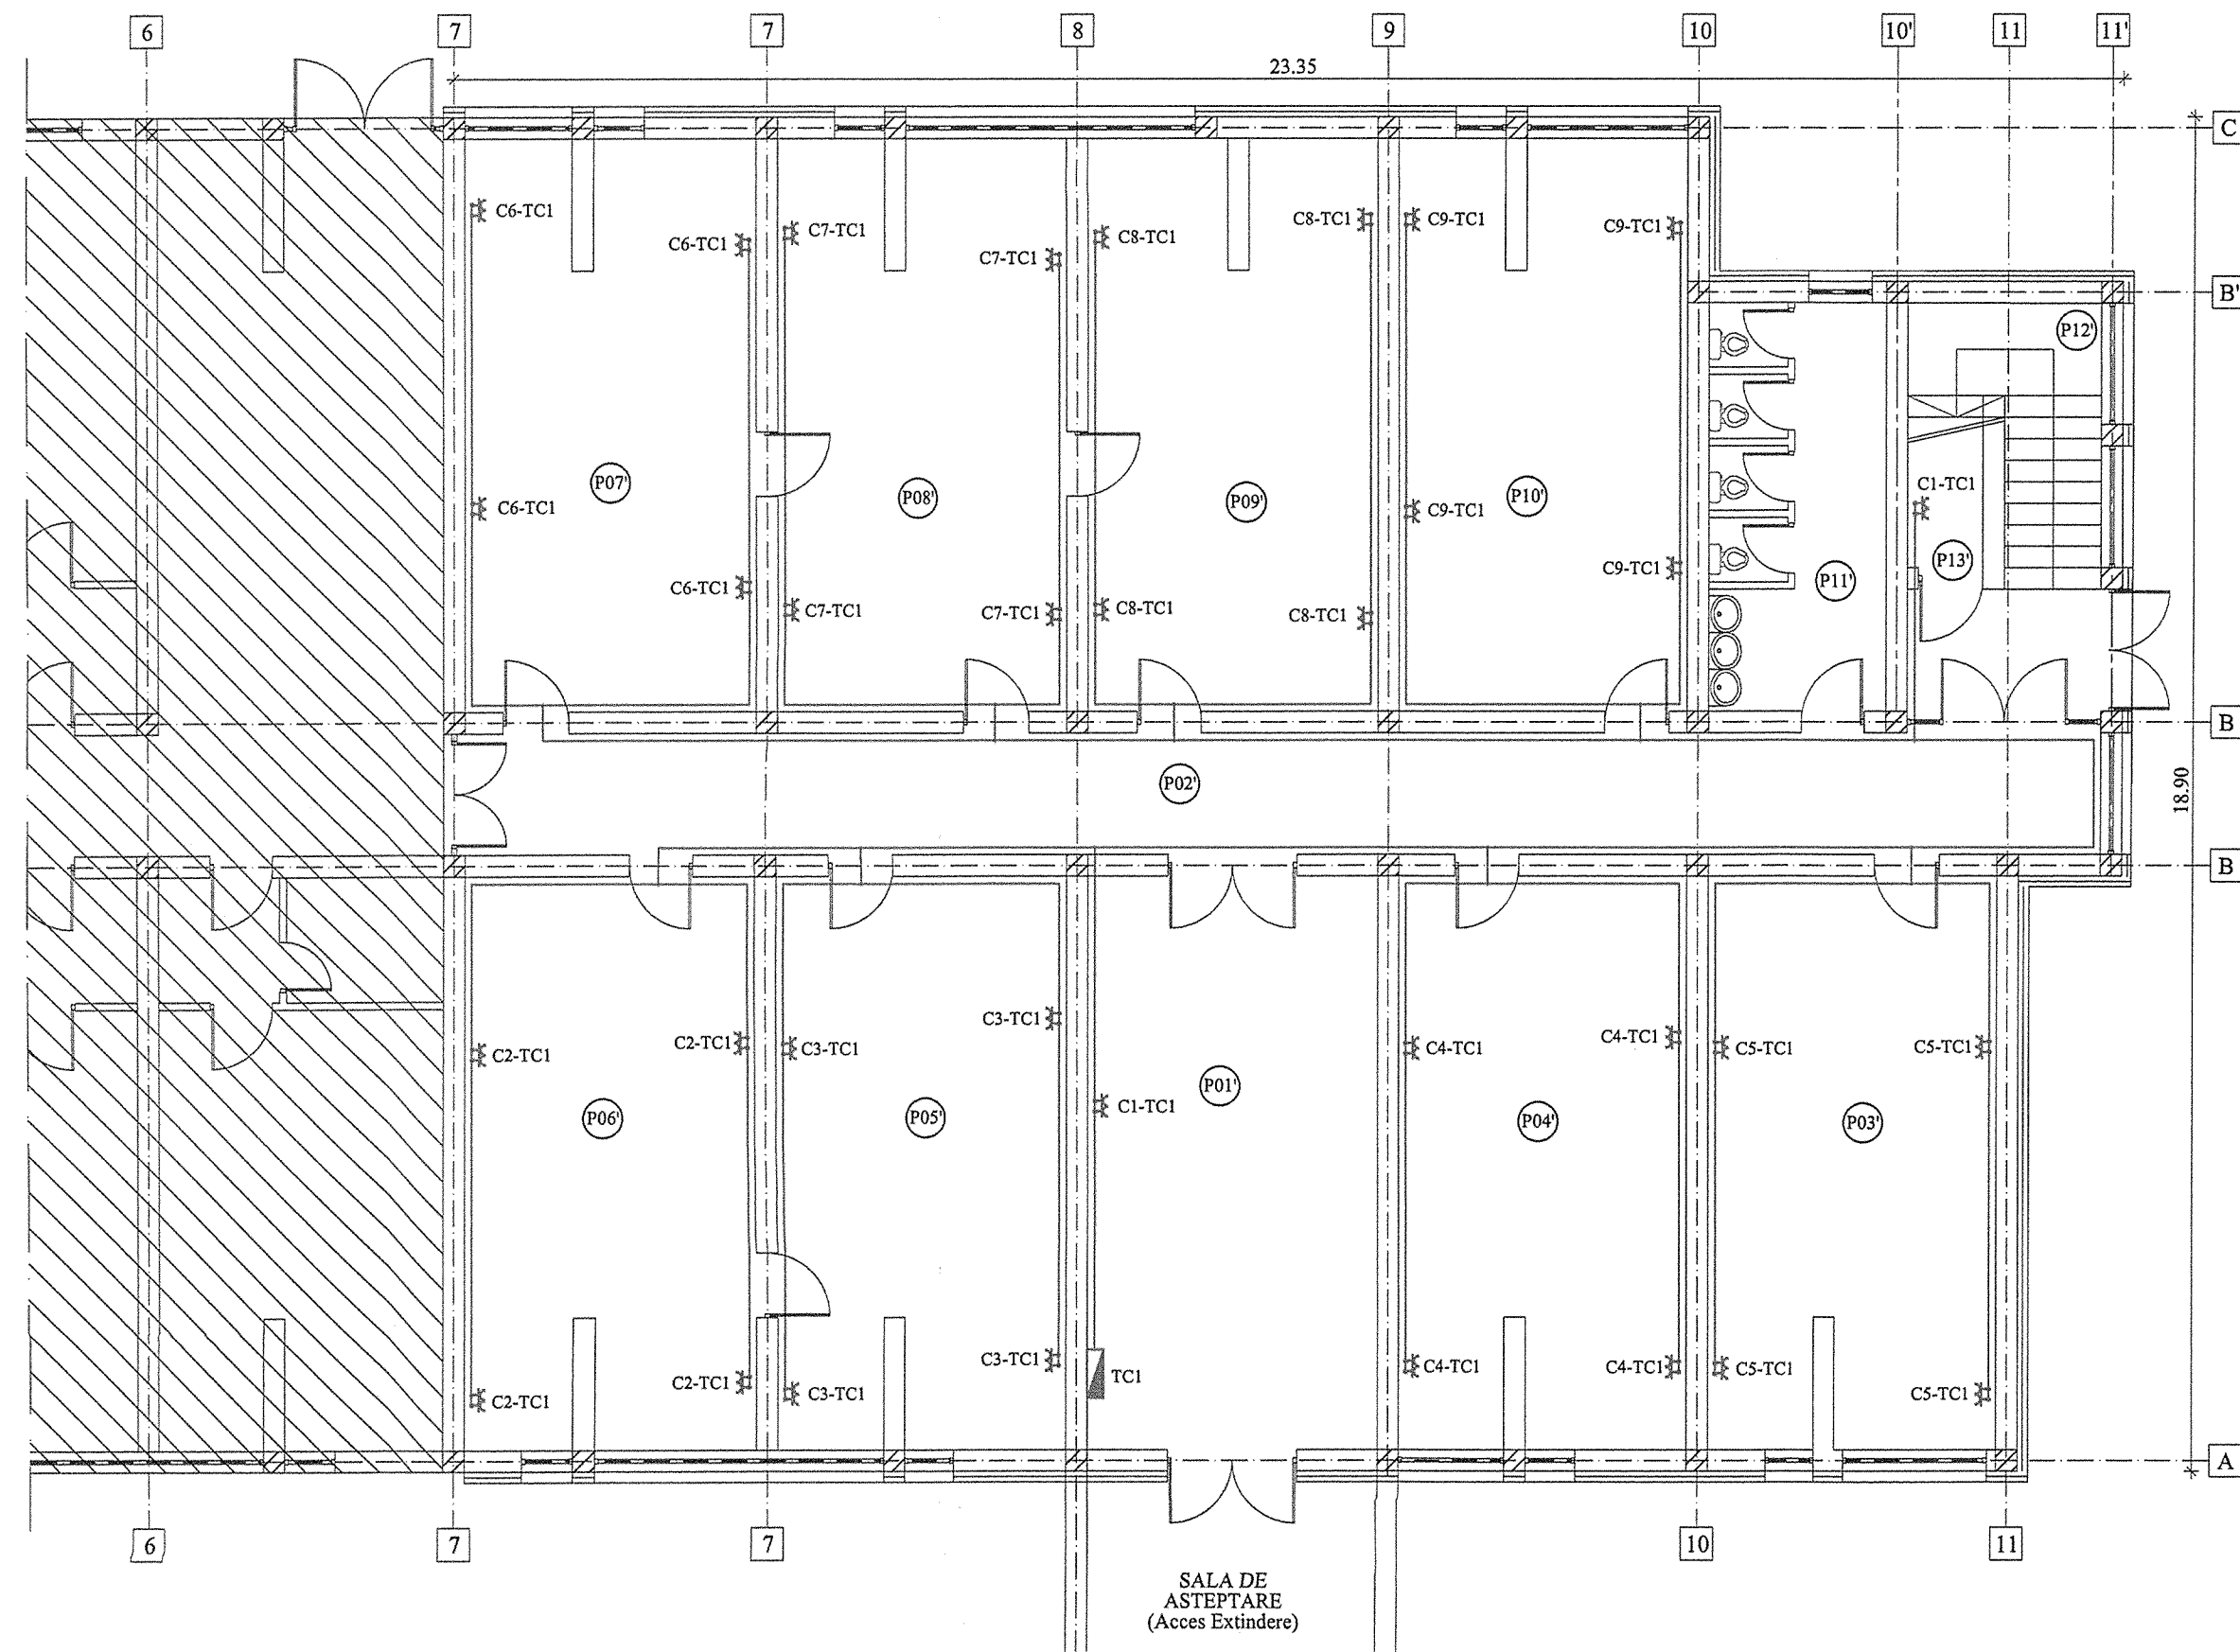 6 7 7 8 9 10 10' 11 11'
23.35
C
C6-TC1 C6-TC1 C7-TC1 C7-TC1 C8-TC1 C8-TC1 C9-TC1 C9-TC1
B'
P12'
P07' P08' P09' P10' C1-TC1
C6-TC1 C9-TC1
P13'
C6-TC1 C7-TC1 C7-TC1 C8-TC1 C8-TC1 C9-TC1 P11'
B
P02'
18.90
B
C2-TC1 C2-TC1 C3-TC1 C3-TC1 C4-TC1 C4-TC1 C5-TC1 C5-TC1
P01'
C1-TC1
P06' P05' P04' P03'
C2-TC1 C2-TC1 C3-TC1 C3-TC1 TC1 C4-TC1 C4-TC1 C5-TC1 C5-TC1
A
6 7 7 10 11
SALA DE
ASTEPTARE
(Acces Extindere)